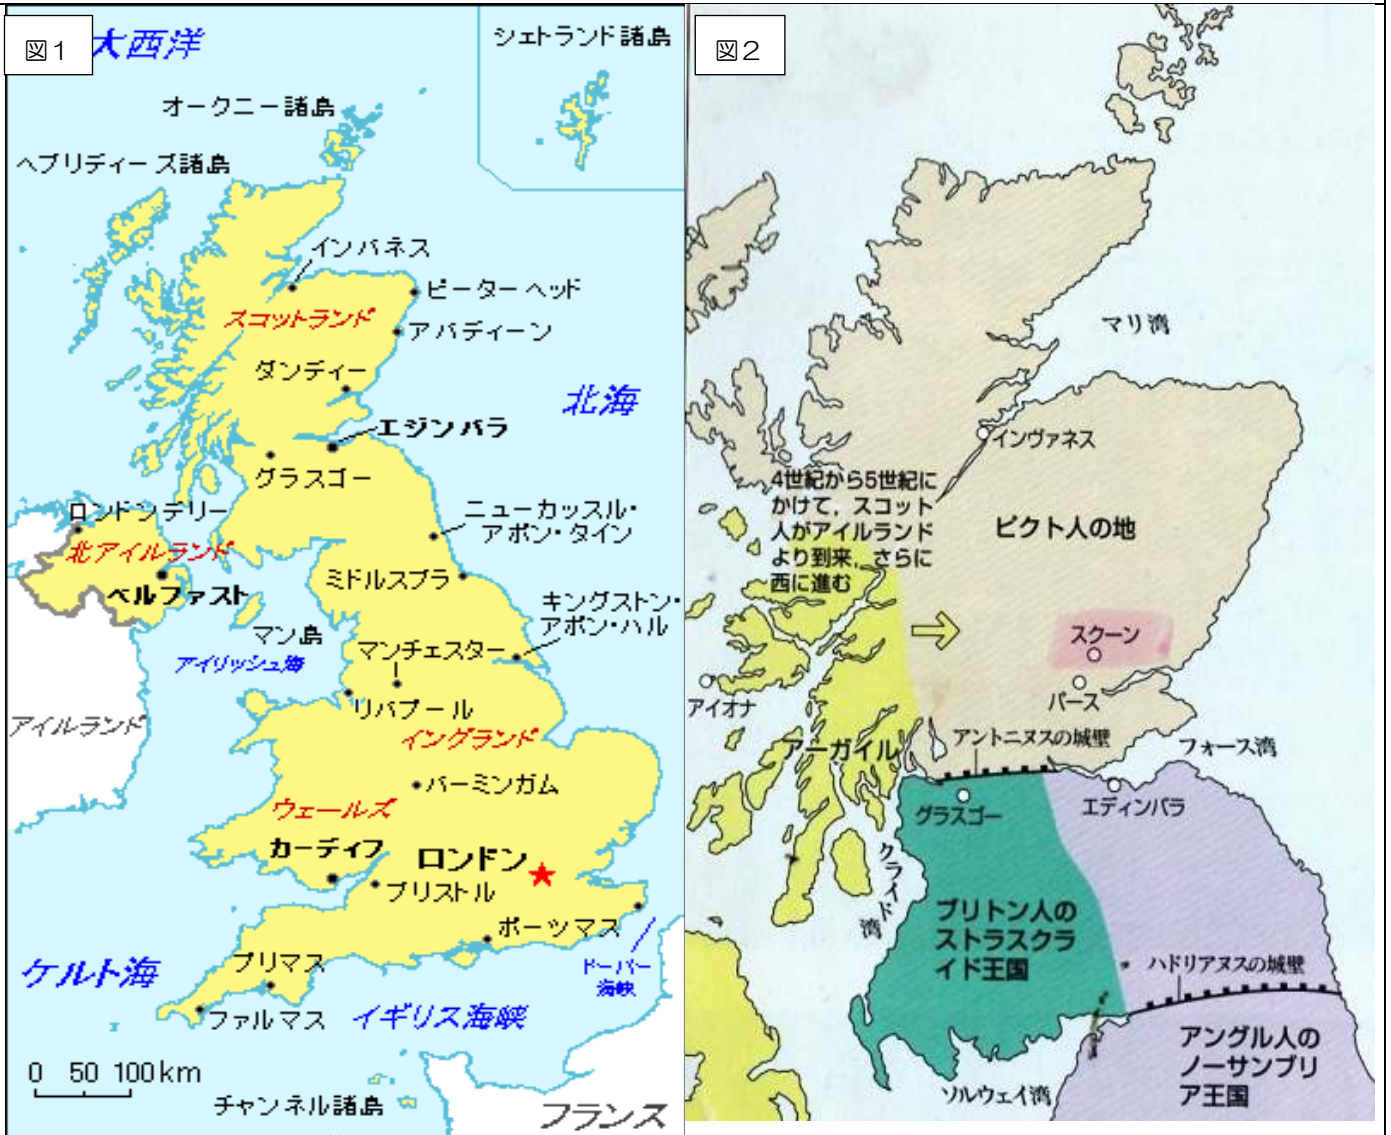 図１
大西洋
シェトランド諸島
オークニー諸島
ヘブリディーズ諸島
インバネス
ピーターヘッド
スコットランド
アバディーン
ダンディー
北海
エジンバラ
グラスゴー
ロンドンデリー
ニューカッスル・
アポン・タイン
北アイルランド
ベルファスト
ミドルスブラ
キングストン・
アポン・ハル
マン島
マンチェスター
アイリッシュ海
リバプール
アイルランド
イングランド
バーミンガム
ウェールズ
カーディフ
ロンドン
ブリストル
ポーツマス
ケルト海
プリマス
ドーバー
海峡
ファルマス
イギリス海峡
0 50 100km
チャンネル諸島
フランス
図２
マリ湾
インヴァネス
4世紀から5世紀に
かけて，スコット
人がアイルランド
より到来，さらに
西に進む
ピクト人の地
スクーン
アイオナ
パース
アーガイル
アントニヌスの城壁
フォース湾
グラスゴー
エディンバラ
クライド湾
ブリトン人の
ストラスクラ
イド王国
ハドリアヌスの城壁
アングル人の
ノーサンブリ
ア王国
ソルウェイ湾